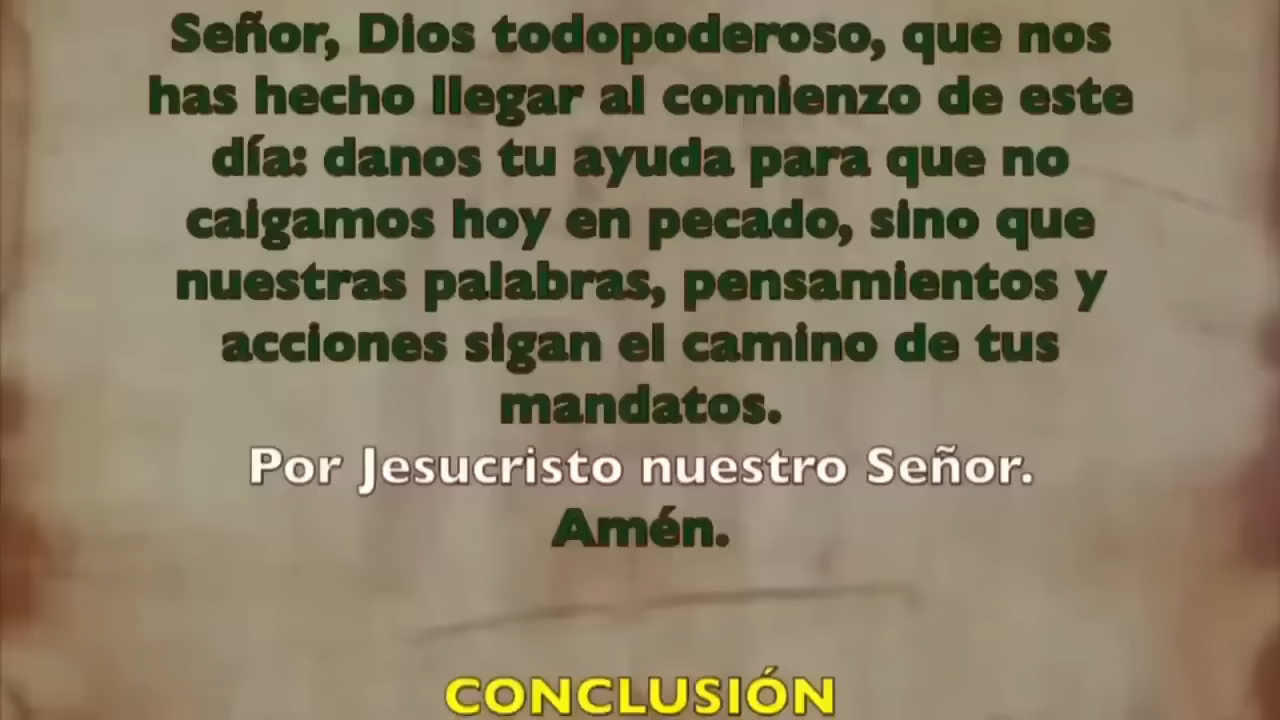 Señor, Dios todopoderoso, que nos
has hecho llegar al comienzo de este
día: danos tu ayuda para que no
caigamos hoy en pecado, sino que
nuestras palabras, pensamientos y
acciones sigan el camino de tus
mandatos.
Por Jesucristo nuestro Señor.
Amén.
CONCLUSIÓN